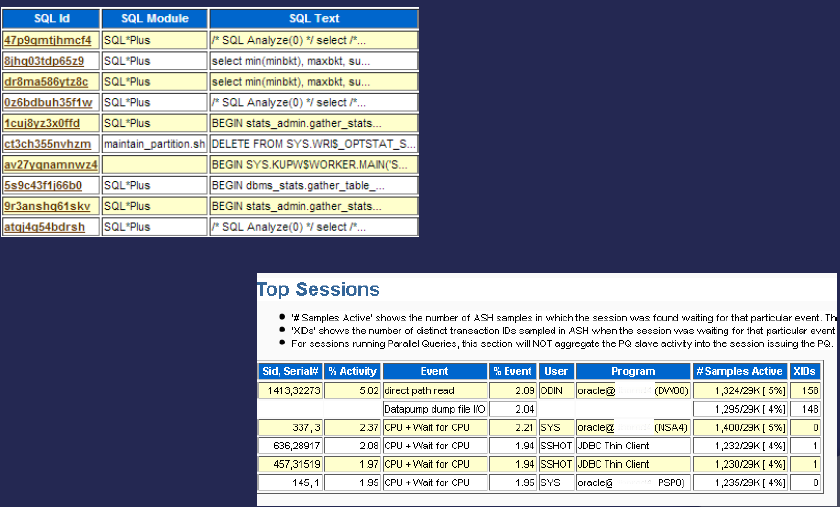 SQL Id SQL Module SQL Text
47p9qmtjhmcf4 SQL*Plus /* SQL Analyze(0) */ select /*...
8jhq03tdp65z9 SQL*Plus select min(minbkt), maxbkt, su...
dr8ma586ytz8c SQL*Plus select min(minbkt), maxbkt, su...
0z6bdbuh35f1w SQL*Plus /* SQL Analyze(0) */ select /*...
1cuj8yz3x0ffd SQL*Plus BEGIN stats_admin.gather_stats...
ct3ch355nvhzm maintain_partition.sh DELETE FROM SYS.WRI$_OPTSTAT_S...
av27yqnamnwz4 BEGIN SYS.KUPW$WORKER.MAIN('S...
5s9c43f1j66b0 SQL*Plus BEGIN dbms_stats.gather_table_...
9r3anshq61skv SQL*Plus BEGIN stats_admin.gather_stats...
atqj4q54bdrsh SQL*Plus /* SQL Analyze(0) */ select /*...
Top Sessions
• '# Samples Active' shows the number of ASH samples in which the session was found waiting for that particular event. The
• 'XIDs' shows the number of distinct transaction IDs sampled in ASH when the session was waiting for that particular event
• For sessions running Parallel Queries, this section will NOT aggregate the PQ slave activity into the session issuing the PQ.
Sid, Serial# % Activity Event % Event User Program # Samples Active XIDs
1413,32273 5.02 direct path read 2.09 DDIN oracle@ (DW00) 1,324/29K [ 5%] 158
Datapump dump file I/O 2.04 1,295/29K [ 4%] 148
337, 3 2.37 CPU + Wait for CPU 2.21 SYS oracle@ (NSA4) 1,400/29K [ 5%] 0
636,28917 2.08 CPU + Wait for CPU 1.94 SSHOT JDBC Thin Client 1,232/29K [ 4%] 1
457,31519 1.97 CPU + Wait for CPU 1.94 SSHOT JDBC Thin Client 1,230/29K [ 4%] 1
145, 1 1.95 CPU + Wait for CPU 1.95 SYS oracle@ PSP0) 1,235/29K [ 4%] 0